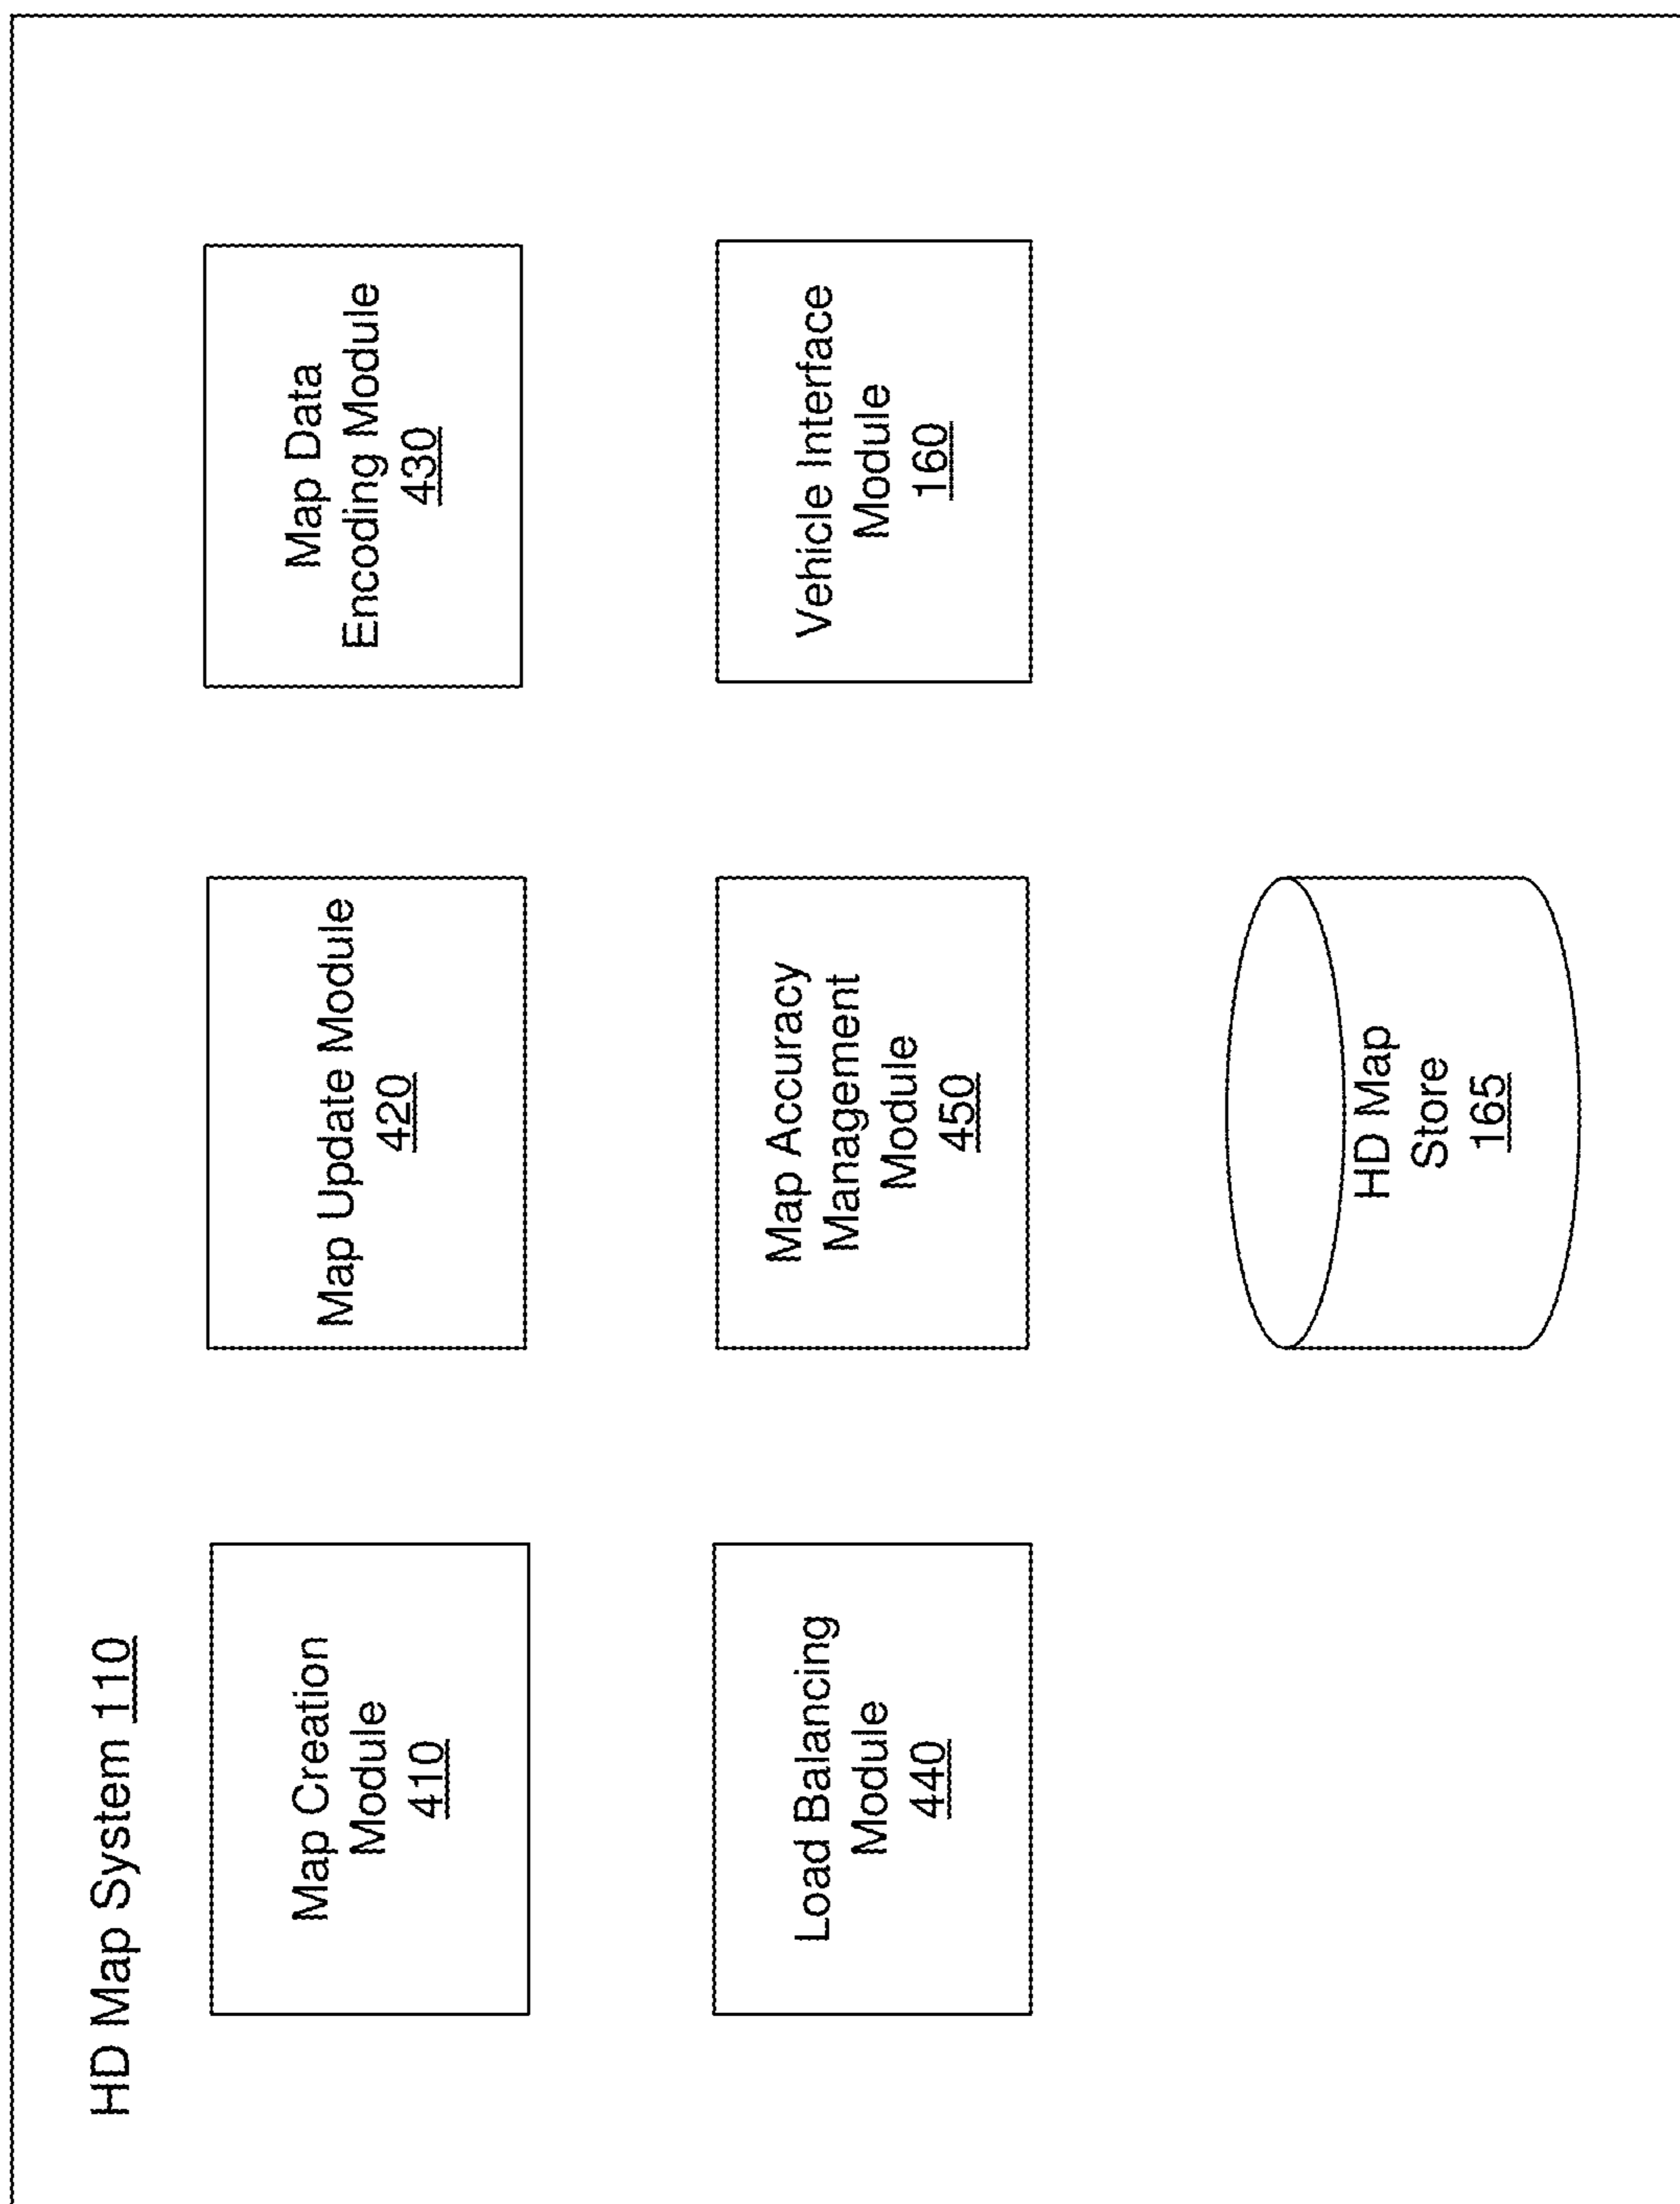 HD Map System 110
Map Creation
Module
410
Map Update Module
420
Map Data
Encoding Module
430
Load Balancing
Module
440
Map Accuracy
Management
Module
450
Vehicle Interface
Module
160
HD Map
Store
165